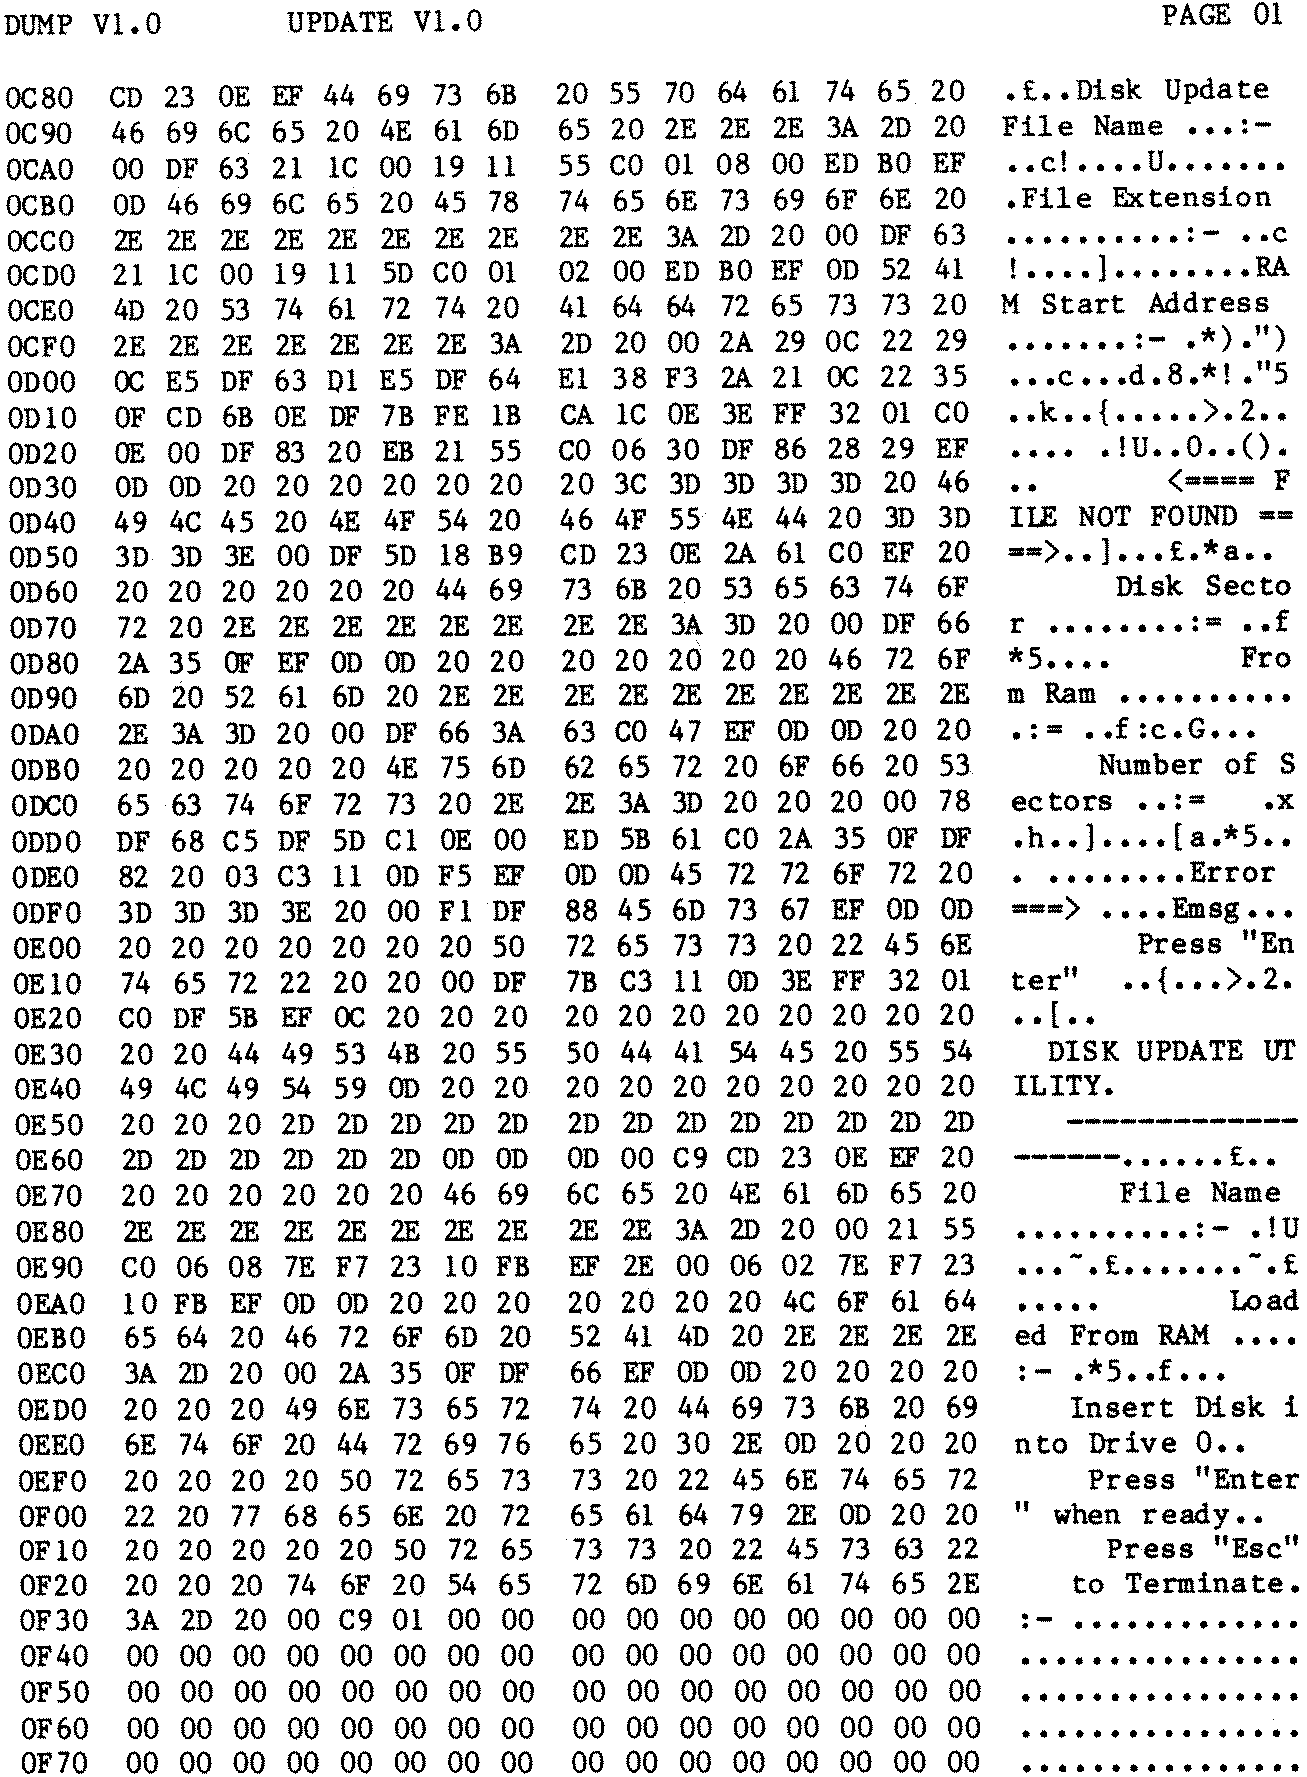 DUMP V1.0 UPDATE V1.0 PAGE 01
0C80 CD 23 0E EF 44 69 73 6B 20 55 70 64 61 74 65 20 .£..Disk Update
0C90 46 69 6C 65 20 4E 61 6D 65 20 2E 2E 2E 3A 2D 20 File Name ...:-
0CA0 00 DF 63 21 1C 00 19 11 55 C0 01 08 00 ED B0 EF ..c!....U.......
0CB0 0D 46 69 6C 65 20 45 78 74 65 6E 73 69 6F 6E 20 .File Extension
0CC0 2E 2E 2E 2E 2E 2E 2E 2E 2E 2E 3A 2D 20 00 DF 63 ..........:- ..c
0CD0 21 1C 00 19 11 5D C0 01 02 00 ED B0 EF 0D 52 41 !....]........RA
0CE0 4D 20 53 74 61 72 74 20 41 64 64 72 65 73 73 20 M Start Address
0CF0 2E 2E 2E 2E 2E 2E 2E 3A 2D 20 00 2A 29 0C 22 29 .......:- .*).")
0D00 0C E5 DF 63 D1 E5 DF 64 E1 38 F3 2A 21 0C 22 35 ...c...d.8.*!."5
0D10 0F CD 6B 0E DF 7B FE 1B CA 1C 0E 3E FF 32 01 C0 ..k..{.....>.2..
0D20 0E 00 DF 83 20 EB 21 55 C0 06 30 DF 86 28 29 EF .... .!U..0..().
0D30 0D 0D 20 20 20 20 20 20 20 3C 3D 3D 3D 3D 20 46 .. <==== F
0D40 49 4C 45 20 4E 4F 54 20 46 4F 55 4E 44 20 3D 3D ILE NOT FOUND ==
0D50 3D 3D 3E 00 DF 5D 18 B9 CD 23 0E 2A 61 C0 EF 20 ==>..]...£.*a..
0D60 20 20 20 20 20 20 44 69 73 6B 20 53 65 63 74 6F Disk Secto
0D70 72 20 2E 2E 2E 2E 2E 2E 2E 2E 3A 3D 20 00 DF 66 r ........:= ..f
0D80 2A 35 0F EF 0D 0D 20 20 20 20 20 20 20 46 72 6F *5.... Fro
0D90 6D 20 52 61 6D 20 2E 2E 2E 2E 2E 2E 2E 2E 2E 2E m Ram ..........
0DA0 2E 3A 3D 20 00 DF 66 3A 63 C0 47 EF 0D 0D 20 20 .:= ..f:c.G...
0DB0 20 20 20 20 20 4E 75 6D 62 65 72 20 6F 66 20 53 Number of S
0DC0 65 63 74 6F 72 73 20 2E 2E 3A 3D 20 20 20 00 78 ectors ..:= .x
0DD0 DF 68 C5 DF 5D C1 0E 00 ED 5B 61 C0 2A 35 0F DF .h..]....[a.*5..
0DE0 82 20 03 C3 11 0D F5 EF 0D 0D 45 72 72 6F 72 20 . ........Error
0DF0 3D 3D 3D 3E 20 00 F1 DF 88 45 6D 73 67 EF 0D 0D ===> ....Emsg...
0E00 20 20 20 20 20 20 20 50 72 65 73 73 20 22 45 6E Press "En
0E10 74 65 72 22 20 20 00 DF 7B C3 11 0D 3E FF 32 01 ter" ..{...>.2.
0E20 C0 DF 5B EF 0C 20 20 20 20 20 20 20 20 20 20 20 ..[..
0E30 20 20 44 49 53 4B 20 55 50 44 41 54 45 20 55 54 DISK UPDATE UT
0E40 49 4C 49 54 59 0D 20 20 20 20 20 20 20 20 20 20 ILITY.
0E50 20 20 20 2D 2D 2D 2D 2D 2D 2D 2D 2D 2D 2D 2D 2D -------------
0E60 2D 2D 2D 2D 2D 2D 0D 0D 0D 00 C9 CD 23 0E EF 20 ------......£..
0E70 20 20 20 20 20 20 46 69 6C 65 20 4E 61 6D 65 20 File Name
0E80 2E 2E 2E 2E 2E 2E 2E 2E 2E 2E 3A 2D 20 00 21 55 ..........:- .!U
0E90 C0 06 08 7E F7 23 10 FB EF 2E 00 06 02 7E F7 23 ...~.£.......~.£
0EA0 10 FB EF 0D 0D 20 20 20 20 20 20 20 4C 6F 61 64 ..... Load
0EB0 65 64 20 46 72 6F 6D 20 52 41 4D 20 2E 2E 2E 2E ed From RAM ....
0EC0 3A 2D 20 00 2A 35 0F DF 66 EF 0D 0D 20 20 20 20 :- .*5..f...
0ED0 20 20 20 49 6E 73 65 72 74 20 44 69 73 6B 20 69 Insert Disk i
0EE0 6E 74 6F 20 44 72 69 76 65 20 30 2E 0D 20 20 20 nto Drive 0..
0EF0 20 20 20 20 50 72 65 73 73 20 22 45 6E 74 65 72 Press "Enter
0F00 22 20 77 68 65 6E 20 72 65 61 64 79 2E 0D 20 20 " when ready..
0F10 20 20 20 20 20 50 72 65 73 73 20 22 45 73 63 22 Press "Esc"
0F20 20 20 20 74 6F 20 54 65 72 6D 69 6E 61 74 65 2E to Terminate.
0F30 3A 2D 20 00 C9 01 00 00 00 00 00 00 00 00 00 00 :- .............
0F40 00 00 00 00 00 00 00 00 00 00 00 00 00 00 00 00 ................
0F50 00 00 00 00 00 00 00 00 00 00 00 00 00 00 00 00 ................
0F60 00 00 00 00 00 00 00 00 00 00 00 00 00 00 00 00 ................
0F70 00 00 00 00 00 00 00 00 00 00 00 00 00 00 00 00 ................